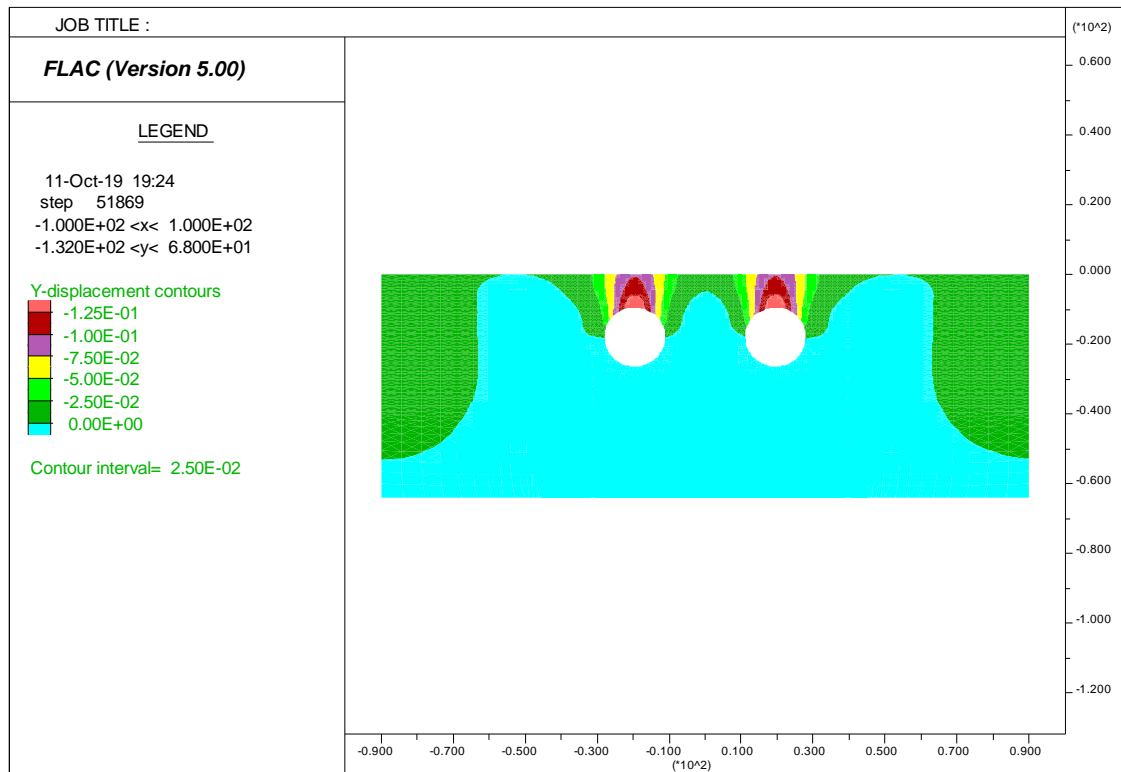 JOB TITLE :
FLAC (Version 5.00)
LEGEND
11-Oct-19 19:24
step 51869
-1.000E+02 <x< 1.000E+02
-1.320E+02 <y< 6.800E+01
Y-displacement contours
-1.25E-01
-1.00E-01
-7.50E-02
-5.00E-02
-2.50E-02
0.00E+00
Contour interval= 2.50E-02
(*10^2)
0.600
0.400
0.200
0.000
-0.200
-0.400
-0.600
-0.800
-1.000
-1.200
-0.900 -0.700 -0.500 -0.300 -0.100 0.100 0.300 0.500 0.700 0.900
(*10^2)